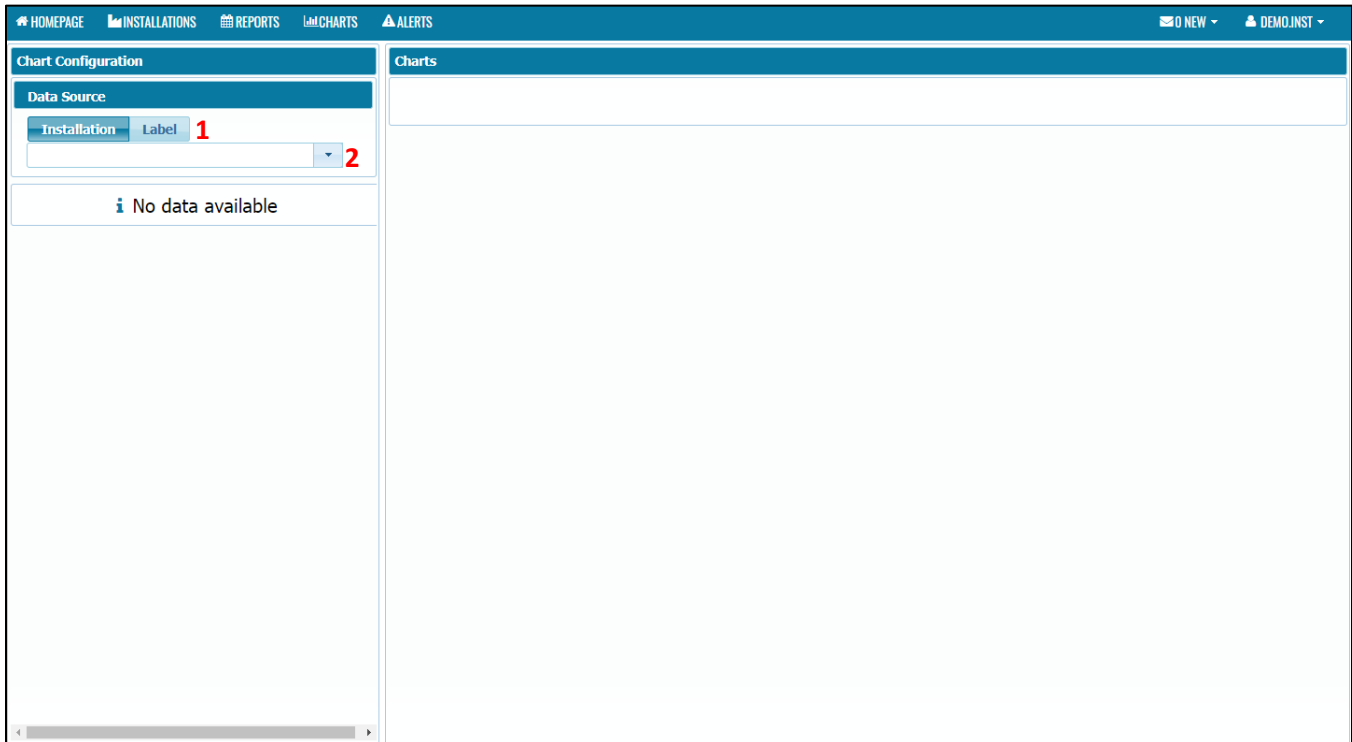 HOMEPAGE INSTALLATIONS REPORTS CHARTS ALERTS 0 NEW DEMO.INST
Chart Configuration
Charts
Data Source
Installation Label 1
2
No data available